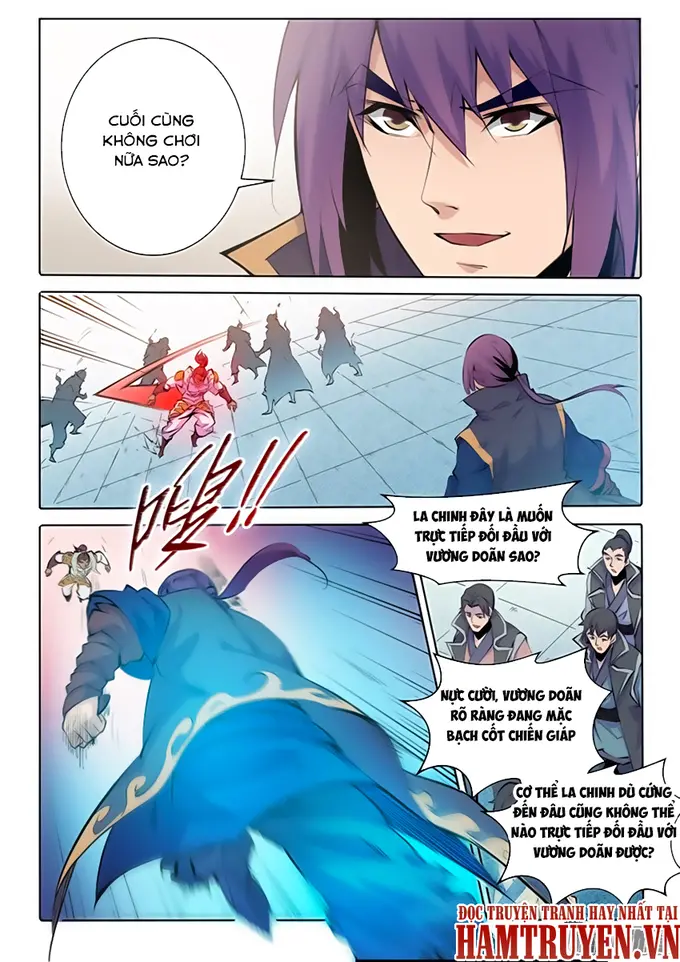 CUỐI CÙNG
KHÔNG CHƠI
NỮA SAO?
LA CHINH ĐÂY LÀ MUỐN
TRỰC TIẾP ĐỐI ĐẦU VỚI
VƯƠNG DOÃN SAO?
NỰC CƯỜI, VƯƠNG DOÃN
RÕ RÀNG ĐANG MẶC
BẠCH CỐT CHIẾN GIÁP
CƠ THỂ LA CHINH DÙ CỨNG
ĐẾN ĐÂU CŨNG KHÔNG THỂ
NÀO TRỰC TIẾP ĐỐI ĐẦU VỚI
VƯƠNG DOÃN ĐƯỢC?
ĐỌC TRUYỆN TRANH HAY NHẤT TẠI
HAMTRUYEN.VN